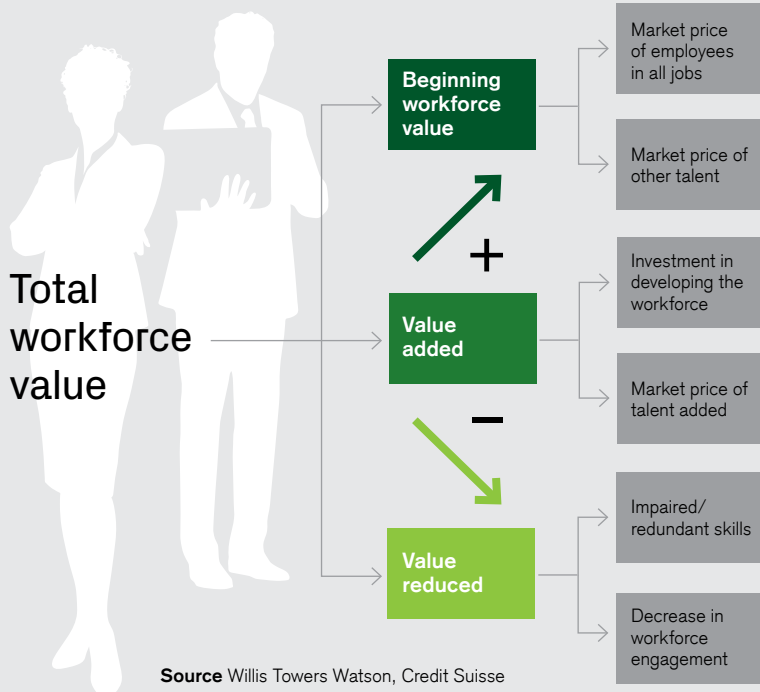 Total
workforce
value
Beginning
workforce
value
Market price
of employees
in all jobs
Market price of
other talent
+
Value
added
Investment in
developing the
workforce
Market price of
talent added
–
Value
reduced
Impaired/
redundant skills
Decrease in
workforce
engagement
Source Willis Towers Watson, Credit Suisse